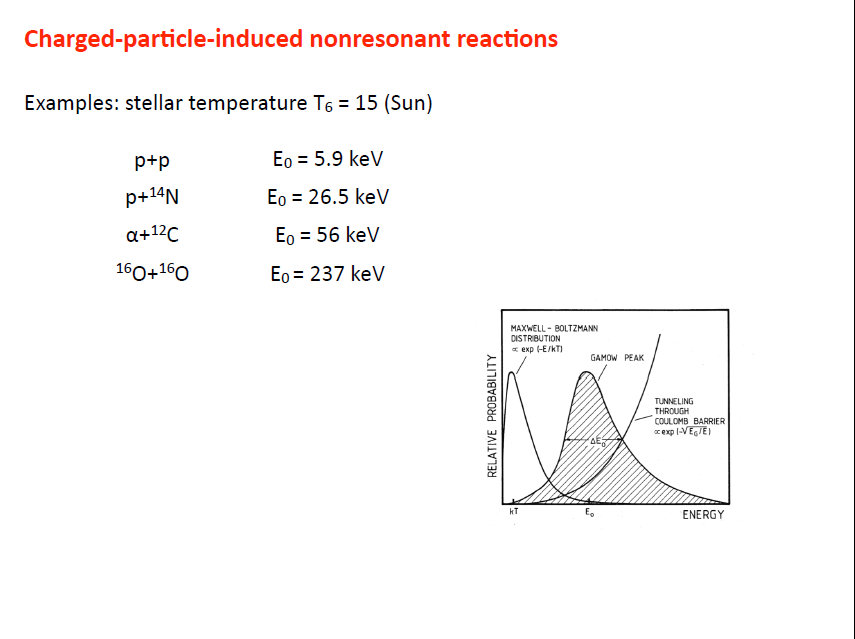 Charged-particle-induced nonresonant reactions
Examples: stellar temperature T₆ = 15 (Sun)
p+p E₀ = 5.9 keV
p+¹⁴N E₀ = 26.5 keV
α+¹²C E₀ = 56 keV
¹⁶O+¹⁶O E₀ = 237 keV
MAXWELL - BOLTZMANN
DISTRIBUTION
∝ exp (-E/kT)
GAMOW PEAK
TUNNELING
THROUGH
COULOMB BARRIER
∝ exp (-√E_G/E)
ΔE₀
RELATIVE PROBABILITY
kT
E₀
ENERGY